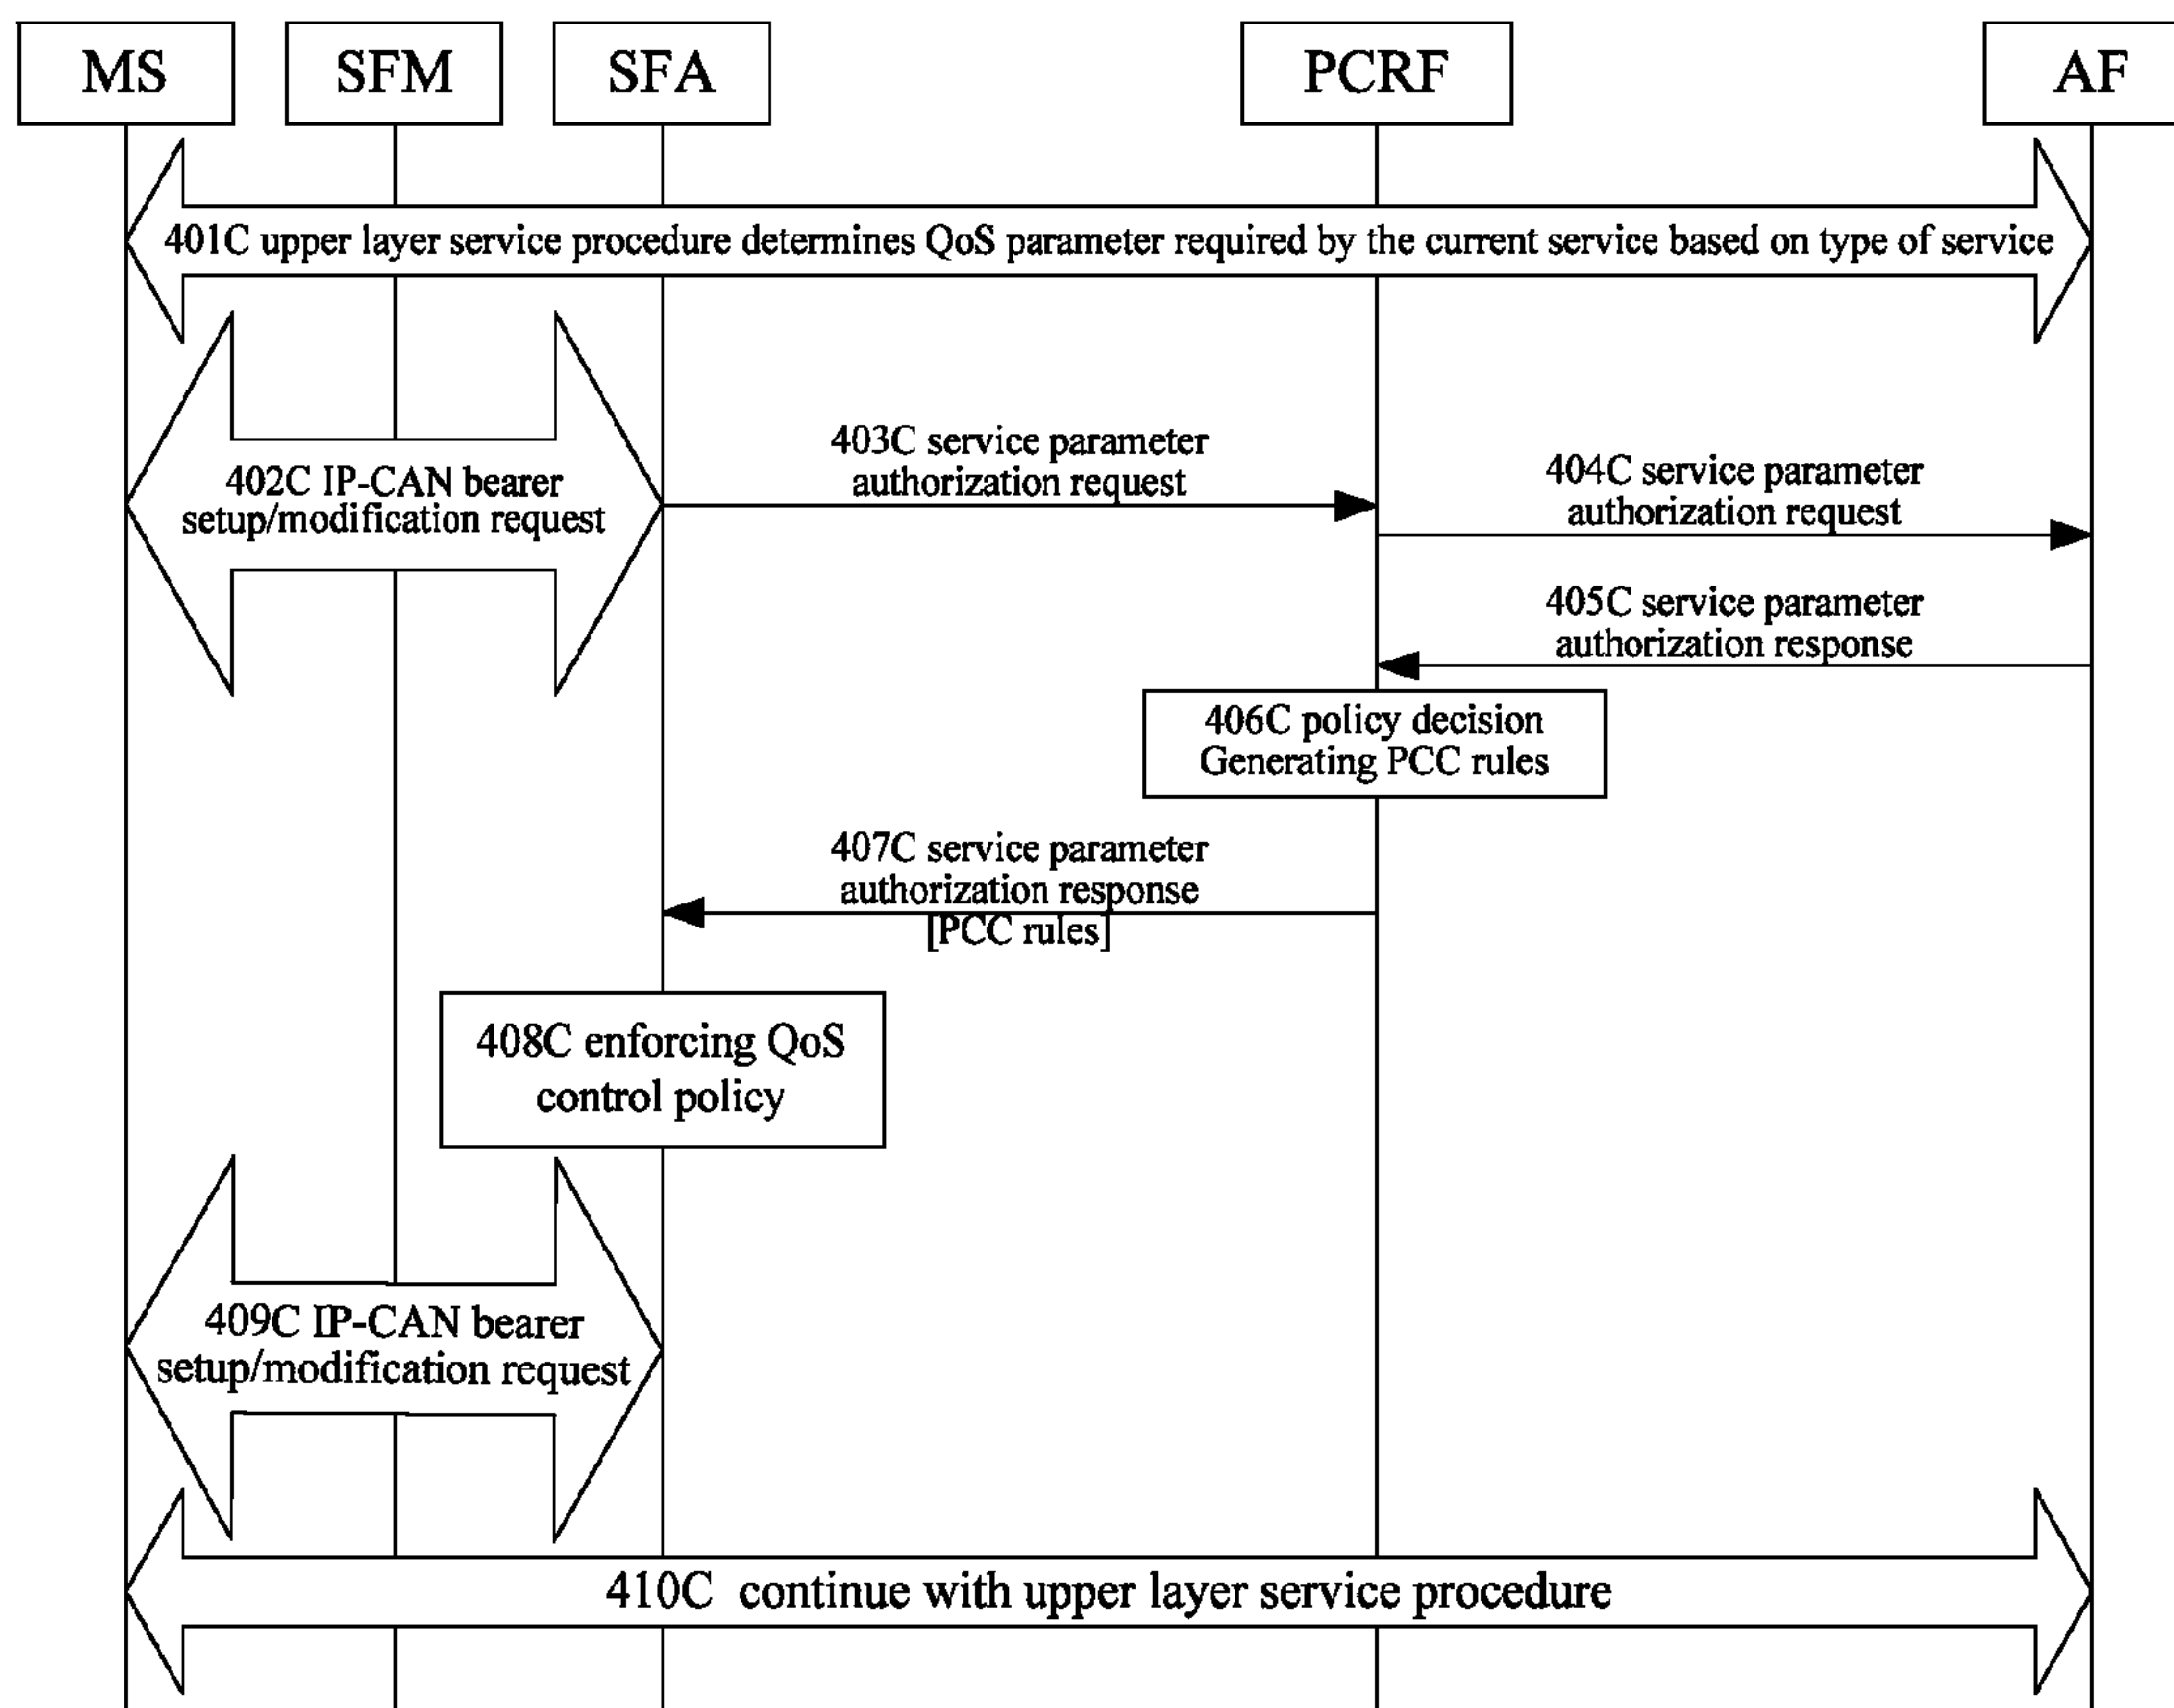 MS
SFM
SFA
PCRF
AF
401C upper layer service procedure determines QoS parameter required by the current service based on type of service
402C IP-CAN bearer
setup/modification request
403C service parameter
authorization request
404C service parameter
authorization request
405C service parameter
authorization response
406C policy decision
Generating PCC rules
407C service parameter
authorization response
[PCC rules]
408C enforcing QoS
control policy
409C IP-CAN bearer
setup/modification request
410C continue with upper layer service procedure